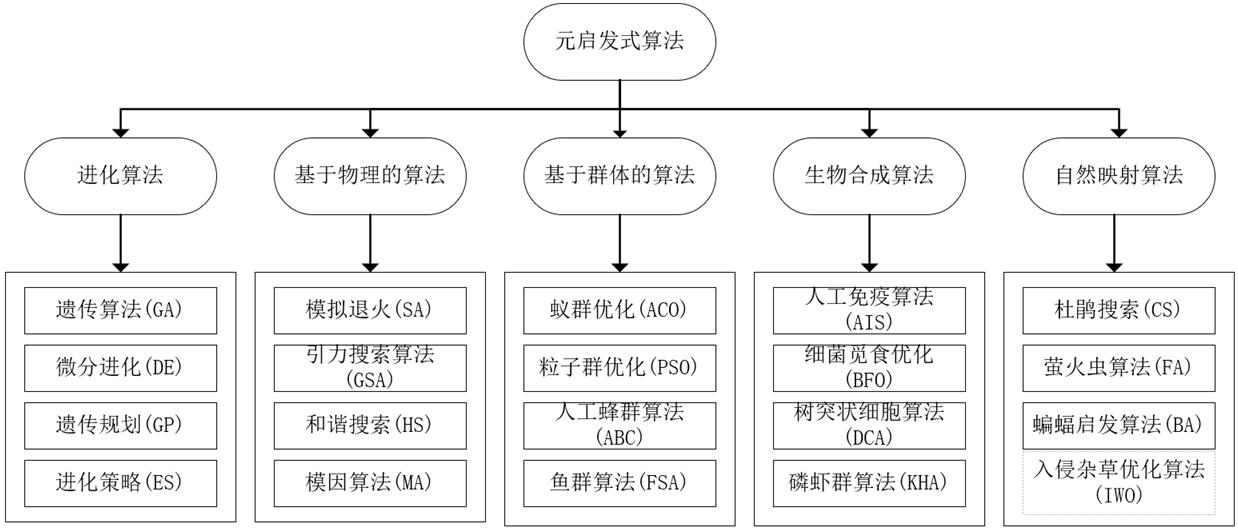 元启发式算法
进化算法
基于物理的算法
基于群体的算法
生物合成算法
自然映射算法
遗传算法(GA)
微分进化(DE)
遗传规划(GP)
进化策略(ES)
模拟退火(SA)
引力搜索算法
(GSA)
和谐搜索(HS)
模因算法(MA)
蚁群优化(ACO)
粒子群优化(PSO)
人工蜂群算法
(ABC)
鱼群算法(FSA)
人工免疫算法
(AIS)
细菌觅食优化
(BFO)
树突状细胞算法
(DCA)
磷虾群算法(KHA)
杜鹃搜索(CS)
萤火虫算法(FA)
蝙蝠启发算法(BA)
入侵杂草优化算法
(IWO)